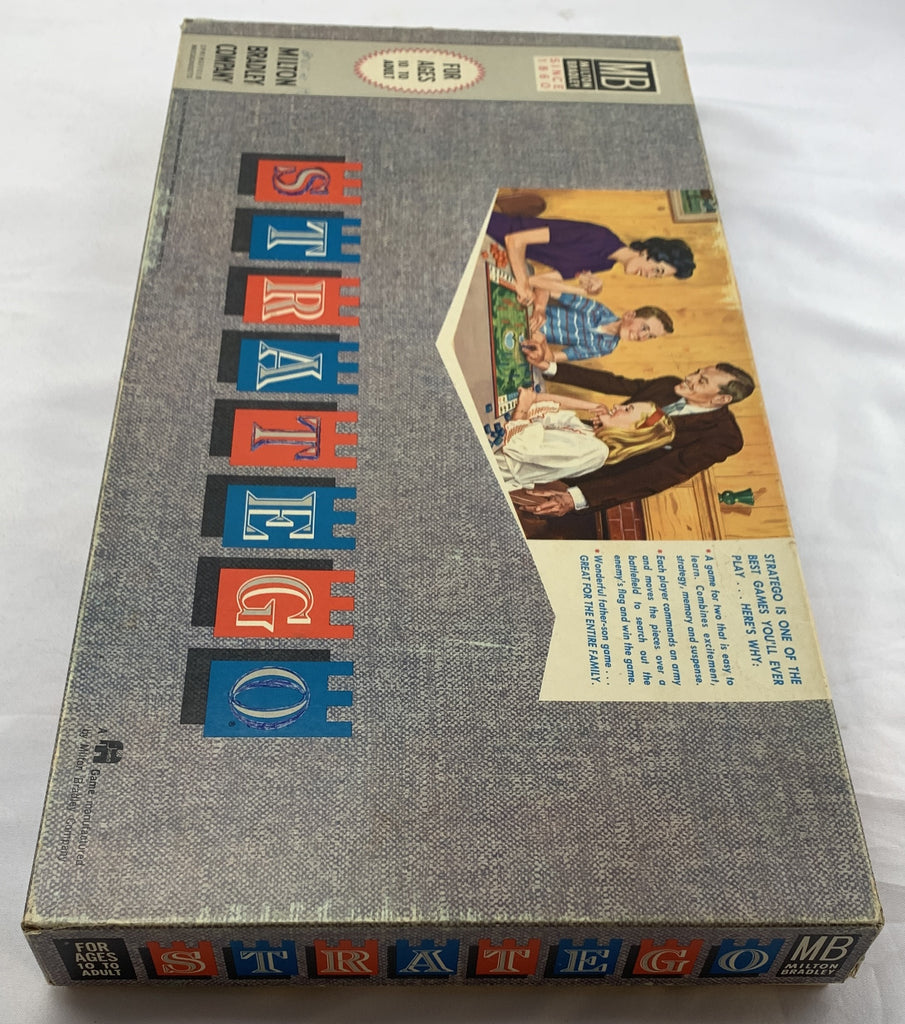 MB
MILTON
BRADLEY
SINCE
1860
FOR
AGES
10 TO
ADULT
MILTON
BRADLEY
COMPANY
STRATEGO®
STRATEGO IS ONE OF THE
BEST GAMES YOU'LL EVER
PLAY . . . HERE'S WHY:
* A game for two that is easy to
learn. Combines excitement,
strategy, memory and suspense.
* Each player commands an army
and moves the pieces over a
battlefield to search out the
enemy's flag and win the game.
* Wonderful father-son game . . .
GREAT FOR THE ENTIRE FAMILY.
A Game manufactured
by Milton Bradley Company
FOR
AGES
10 TO
ADULT
STRATEGO
MB
MILTON
BRADLEY